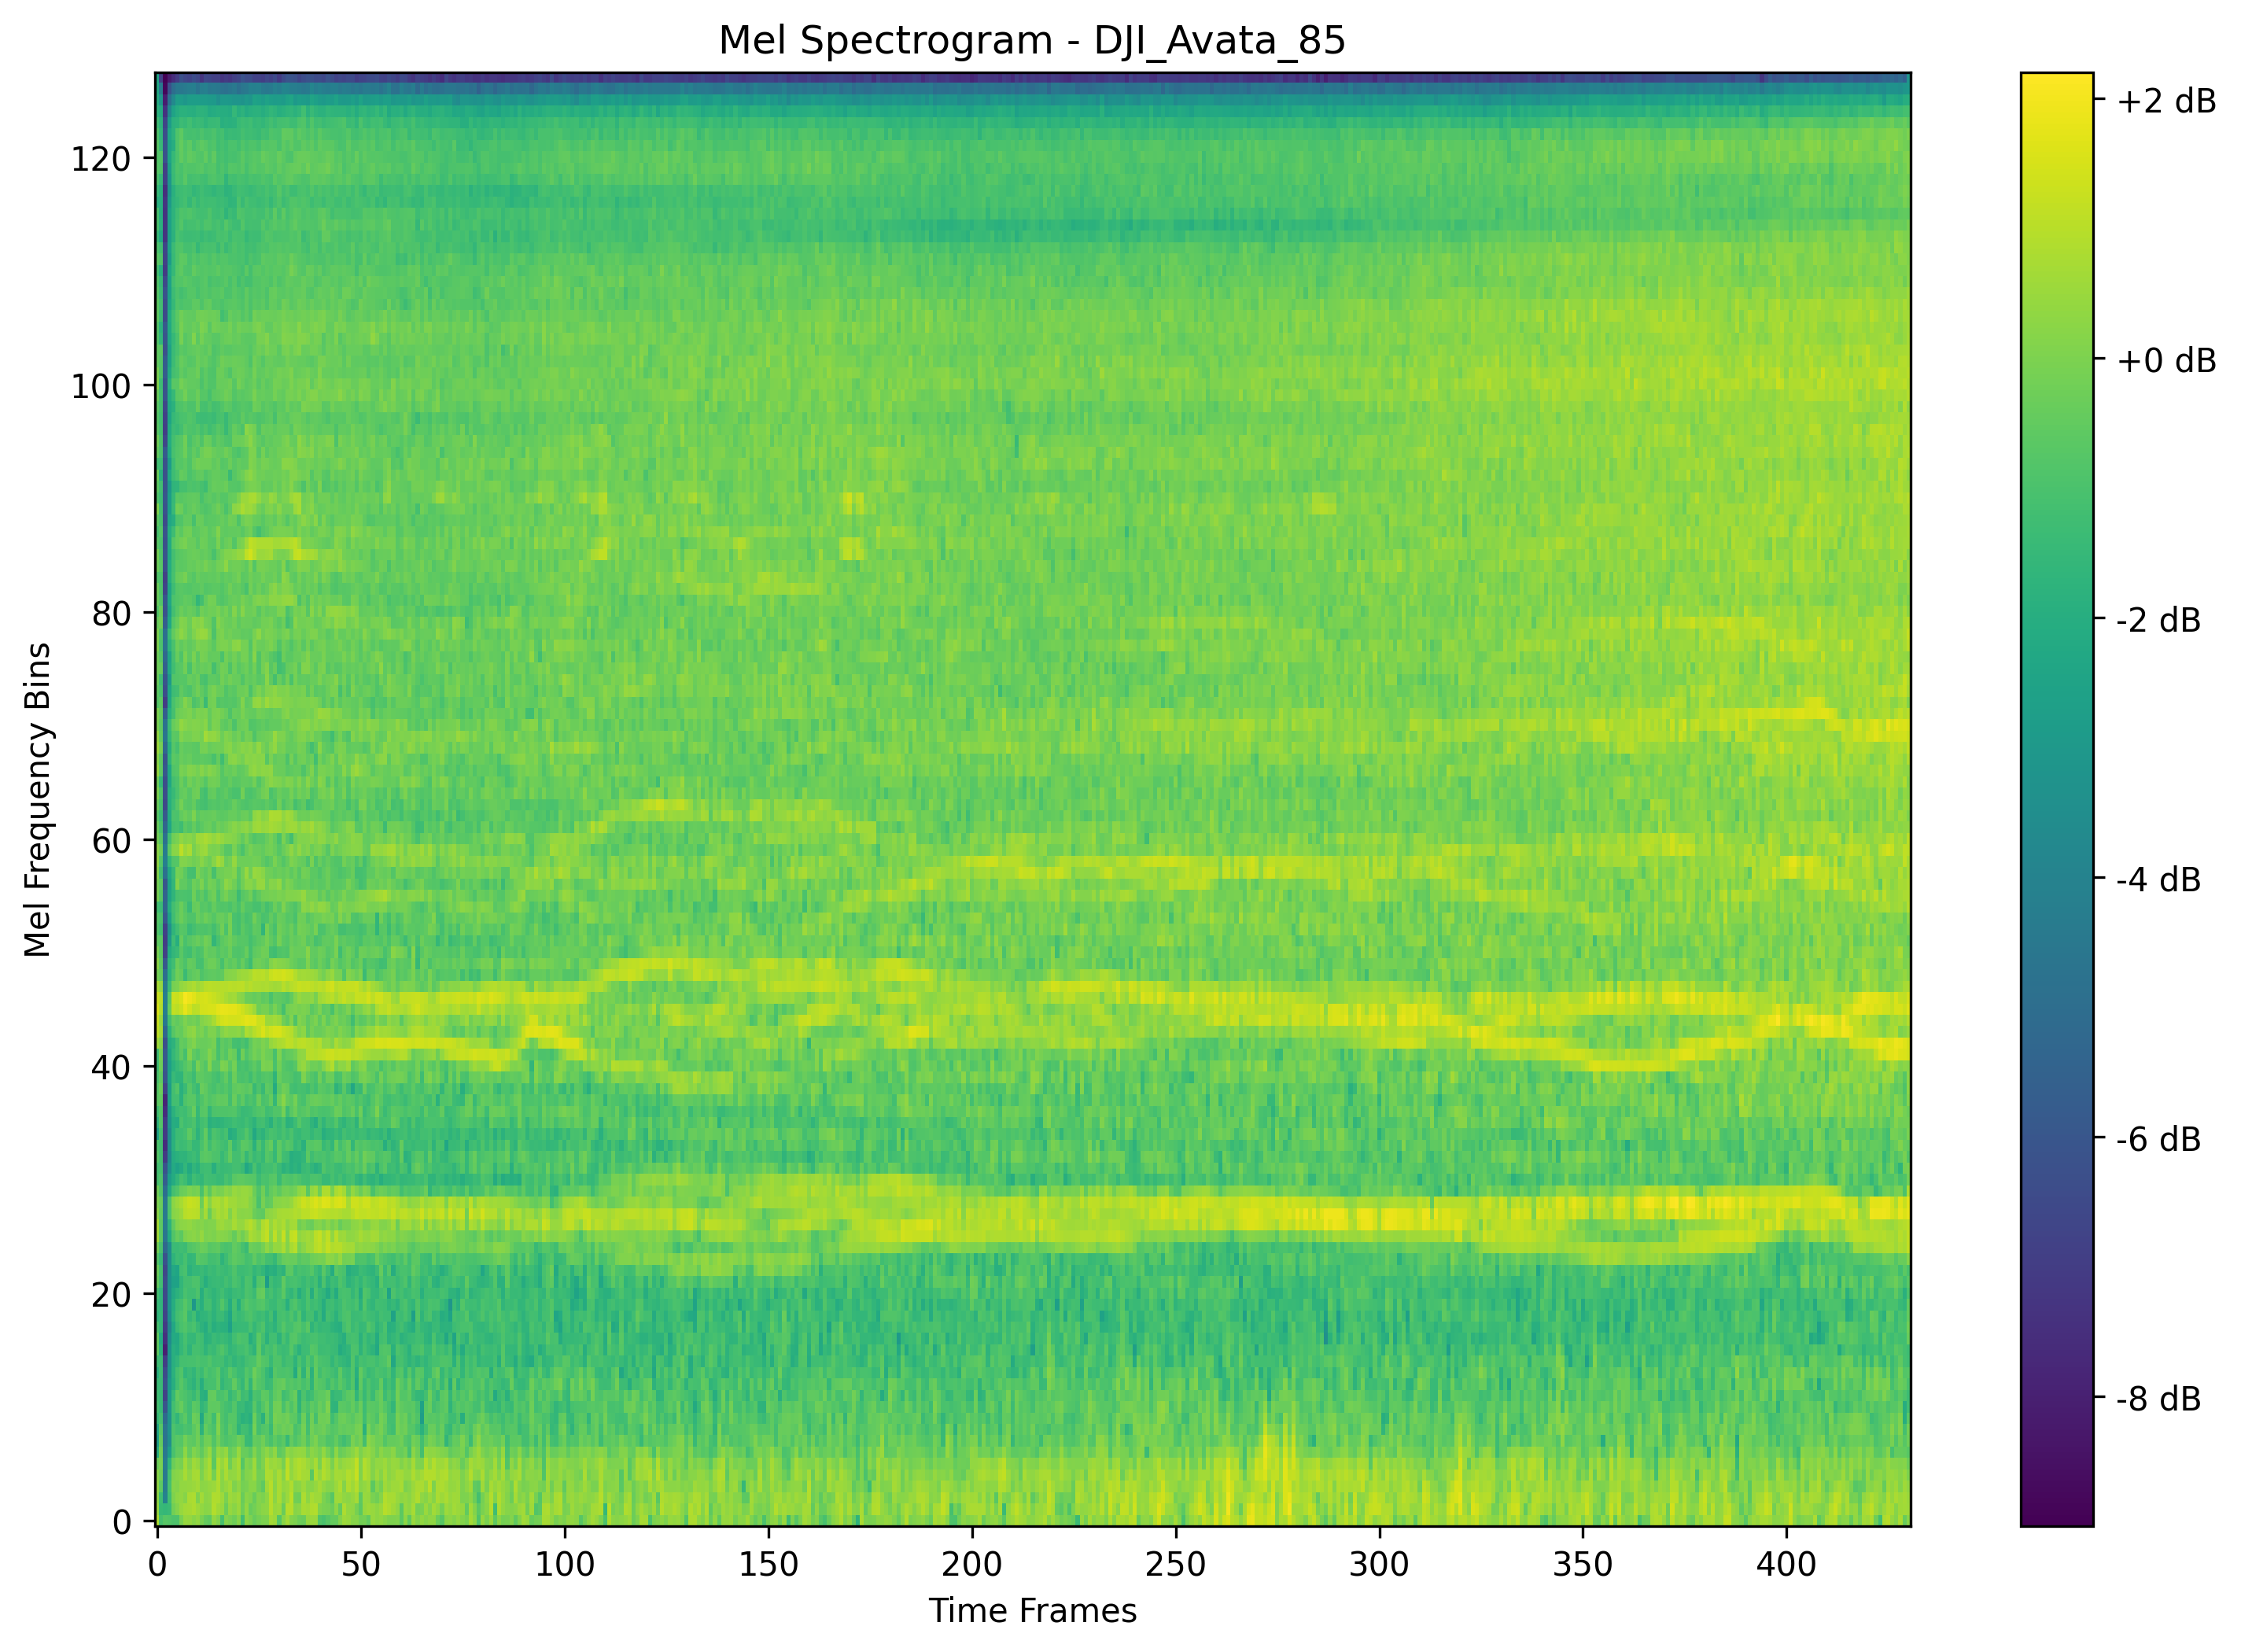 Mel Spectrogram - DJI_Avata_85
+2 dB
+0 dB
-2 dB
-4 dB
-6 dB
-8 dB
Mel Frequency Bins
120
100
80
60
40
20
0
0 50 100 150 200 250 300 350 400
Time Frames